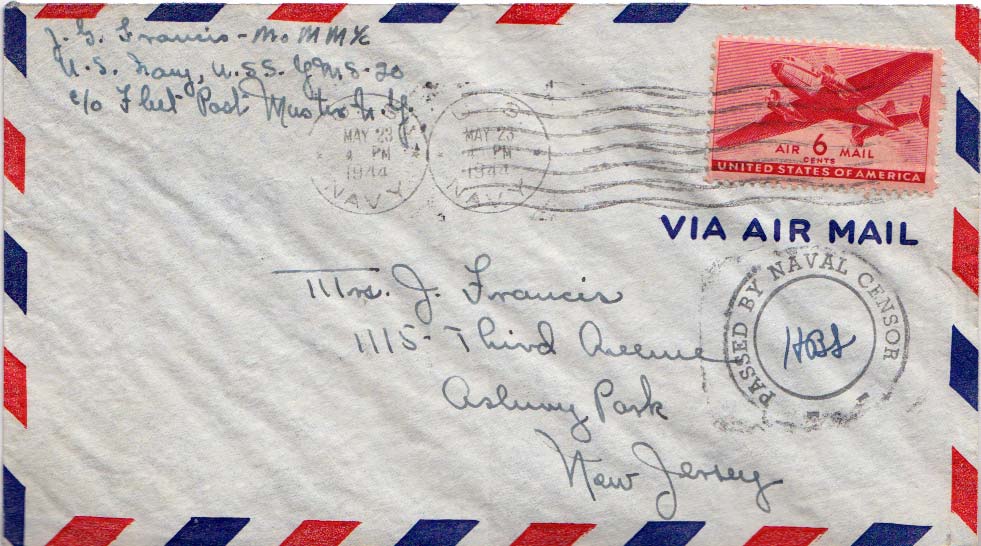 J. G. Francis - MoMM 1/c
U.S. Navy, U.S.S. YMS-20
c/o Fleet Post Master N.Y.
U.S.
MAY 23
4 PM
1944
NAVY
U.S.
MAY 23
4 PM
1944
NAVY
AIR 6 MAIL
CENTS
UNITED STATES OF AMERICA
VIA AIR MAIL
PASSED BY NAVAL CENSOR
Mrs. J. Francis
1115 - Third Avenue
Asbury Park
New Jersey